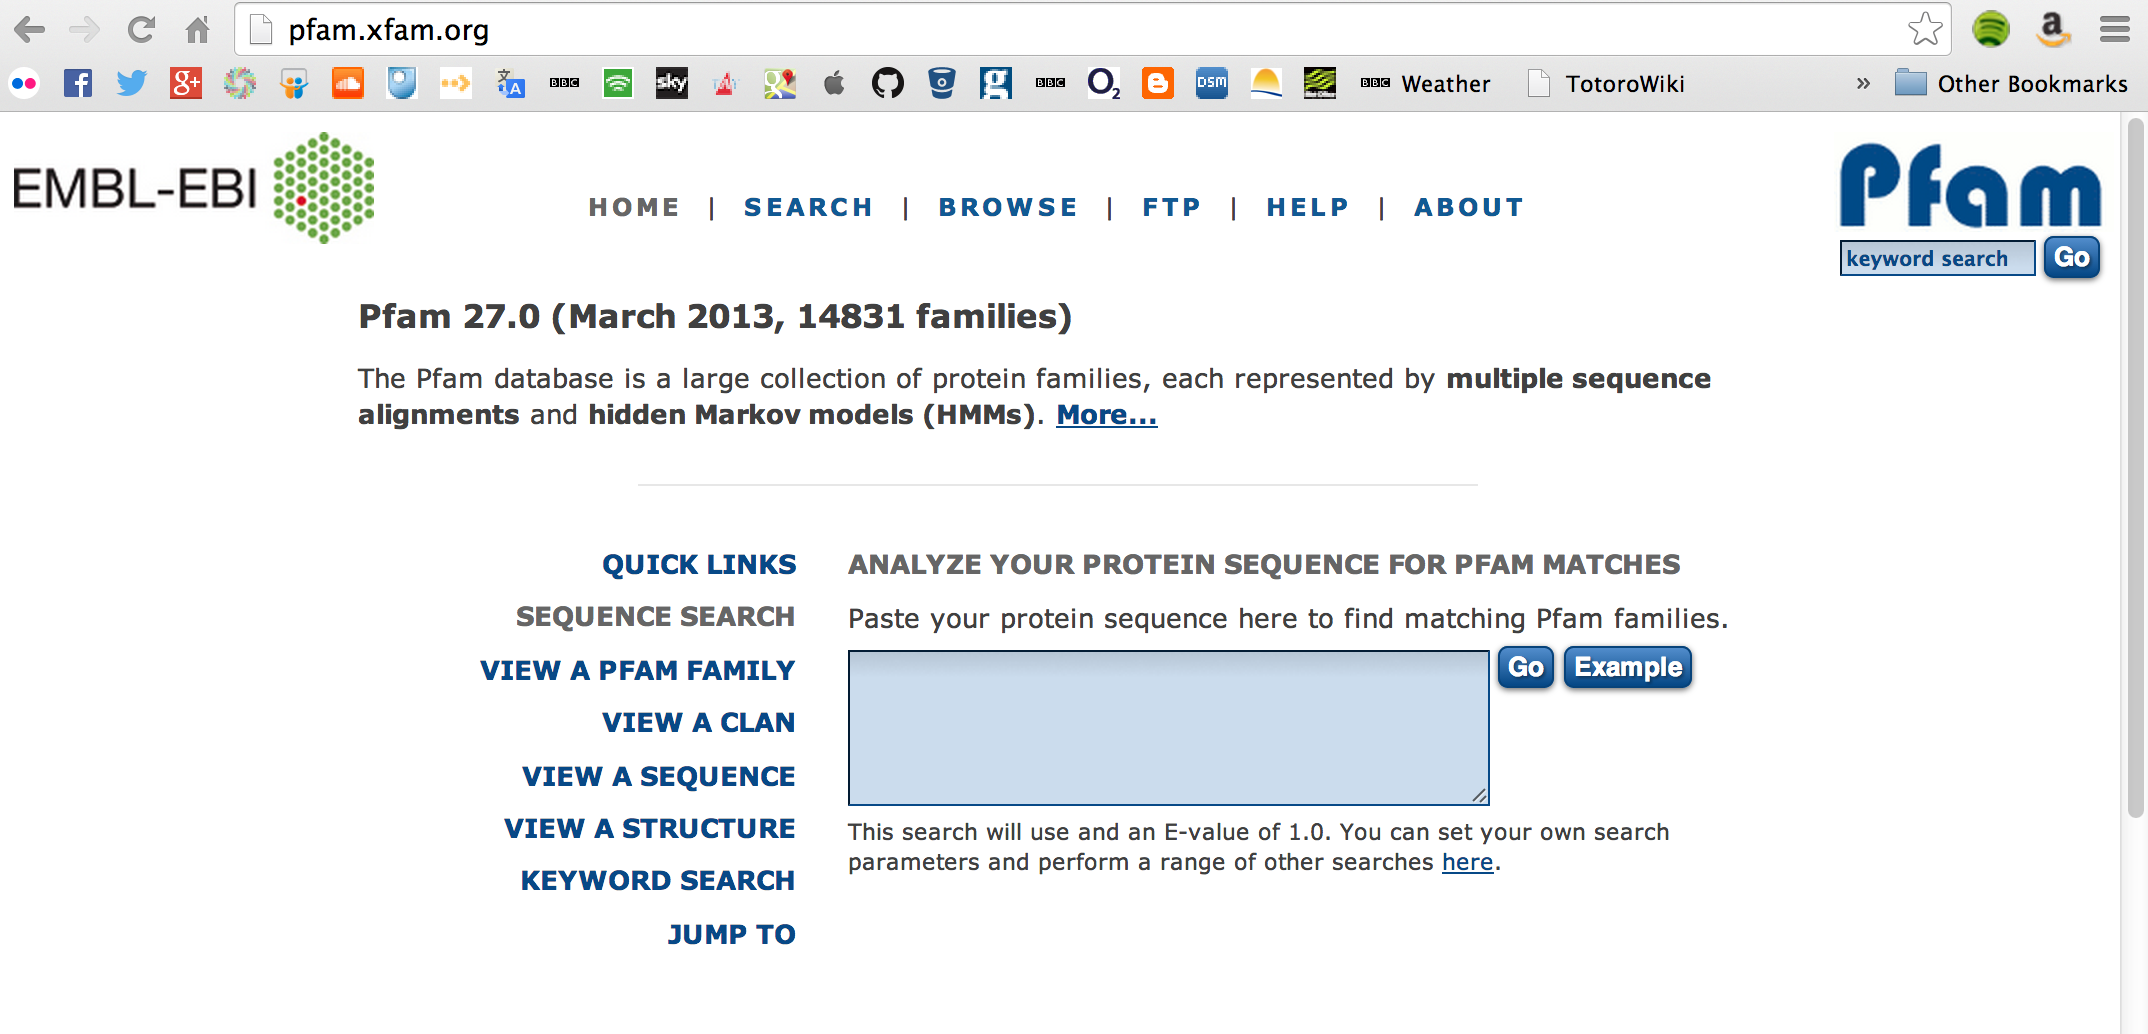 pfam.xfam.org
BBC
sky
BBC
O2
DSM
BBC Weather
TotoroWiki
» Other Bookmarks
EMBL-EBI
HOME | SEARCH | BROWSE | FTP | HELP | ABOUT
Pfam
keyword search Go
Pfam 27.0 (March 2013, 14831 families)
The Pfam database is a large collection of protein families, each represented by multiple sequence
alignments and hidden Markov models (HMMs). More...
QUICK LINKS
SEQUENCE SEARCH
VIEW A PFAM FAMILY
VIEW A CLAN
VIEW A SEQUENCE
VIEW A STRUCTURE
KEYWORD SEARCH
JUMP TO
ANALYZE YOUR PROTEIN SEQUENCE FOR PFAM MATCHES
Paste your protein sequence here to find matching Pfam families.
Go Example
This search will use and an E-value of 1.0. You can set your own search
parameters and perform a range of other searches here.